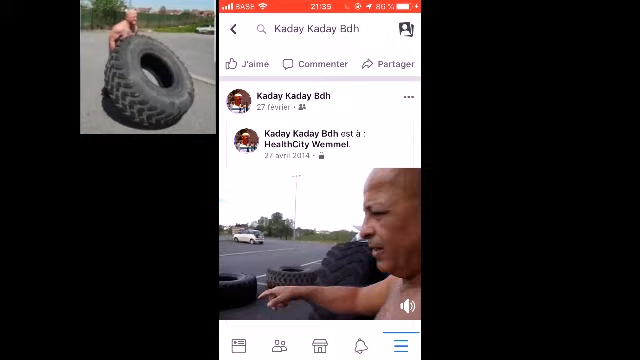 BASE 21:35 86 %
Kaday Kaday Bdh
J'aime Commenter Partager
Kaday Kaday Bdh
27 février ·
Kaday Kaday Bdh est à :
HealthCity Wemmel.
27 avril 2014 ·